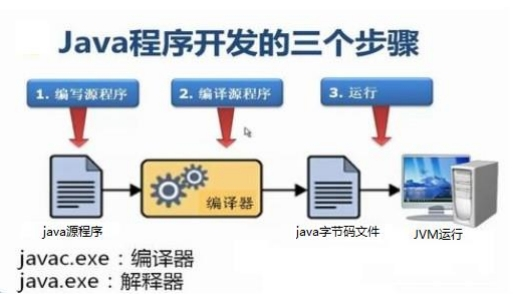 Java程序开发的三个步骤
1. 编写源程序
2. 编译源程序
3. 运行
编译器
java源程序
java字节码文件
JVM运行
javac.exe：编译器
java.exe：解释器